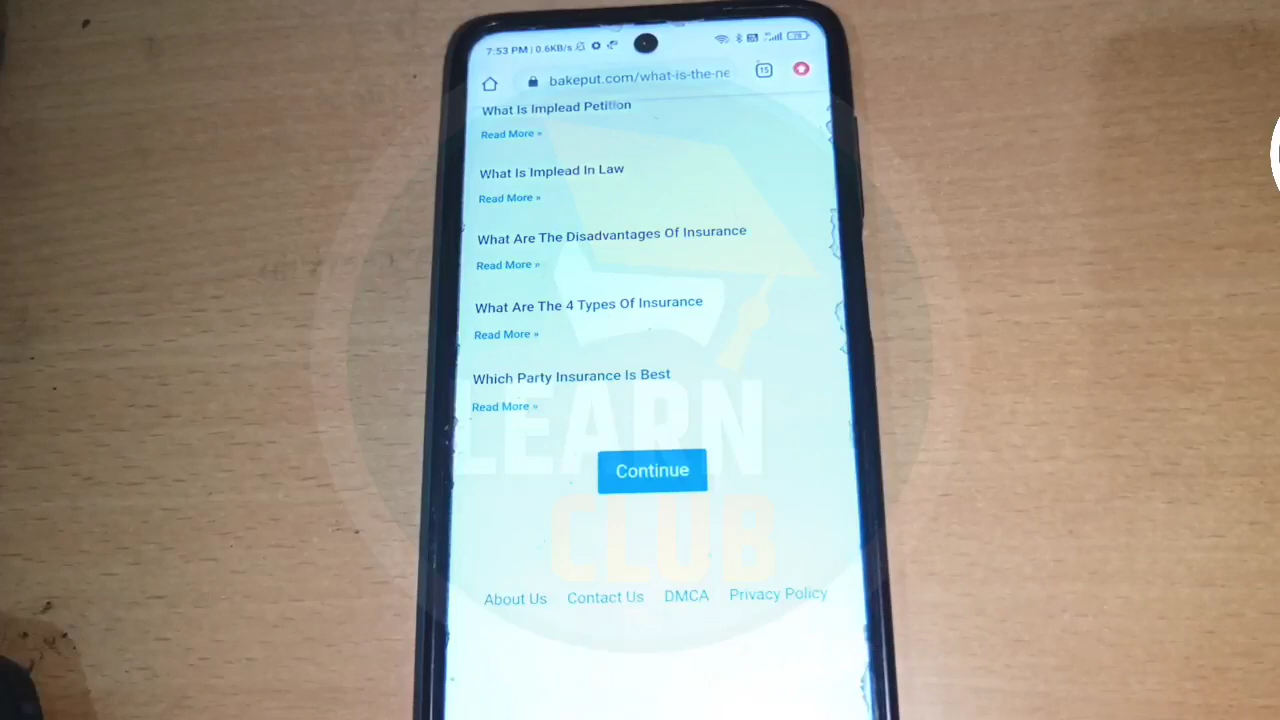 7:53 PM | 0.6KB/s
bakeput.com/what-is-the-ne
15
What Is Implead Petition
Read More »
What Is Implead In Law
Read More »
What Are The Disadvantages Of Insurance
Read More »
What Are The 4 Types Of Insurance
Read More »
Which Party Insurance Is Best
Read More »
LEARN
Continue
CLUB
About Us Contact Us DMCA Privacy Policy